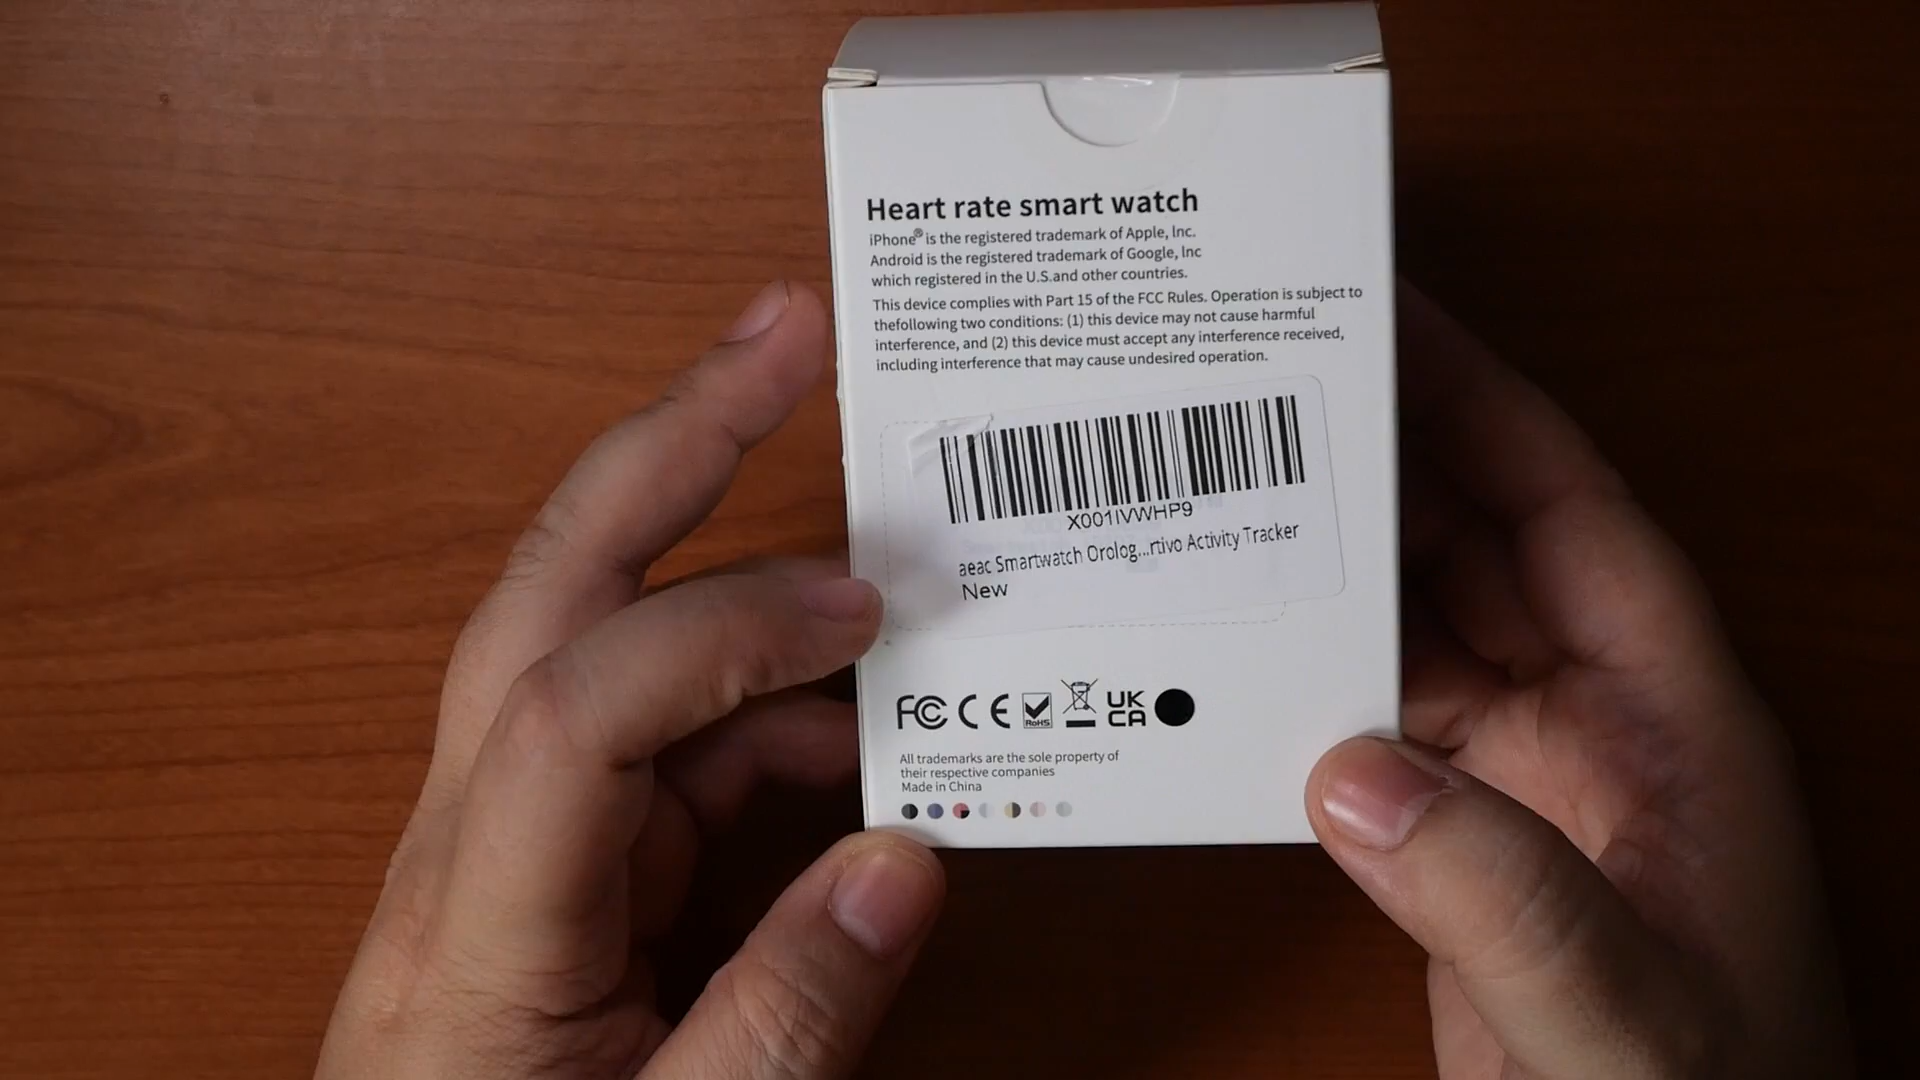 Heart rate smart watch
iPhone® is the registered trademark of Apple, Inc.
Android is the registered trademark of Google, Inc
which registered in the U.S.and other countries.
This device complies with Part 15 of the FCC Rules. Operation is subject to
thefollowing two conditions: (1) this device may not cause harmful
interference, and (2) this device must accept any interference received,
including interference that may cause undesired operation.
X001IVWHP9
aeac Smartwatch Orolog...rtivo Activity Tracker
New
FC CE RoHS UK
CA
All trademarks are the sole property of
their respective companies
Made in China